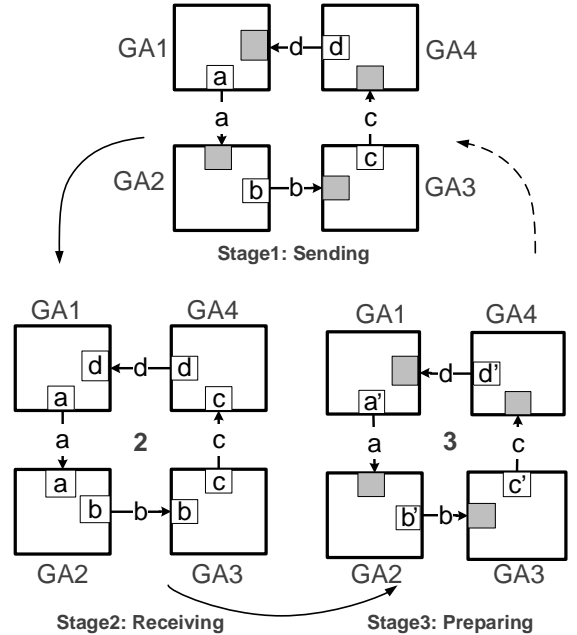 GA1
d
d
GA4
a
a
c
GA2
c
GA3
b
b
Stage1: Sending
GA1
GA4
GA1
GA4
d
d
d
d
d’
a
c
a’
a
2
c
a
3
c
a
c
c’
b
b
b
b’
b
GA2
GA3
GA2
GA3
Stage2: Receiving
Stage3: Preparing